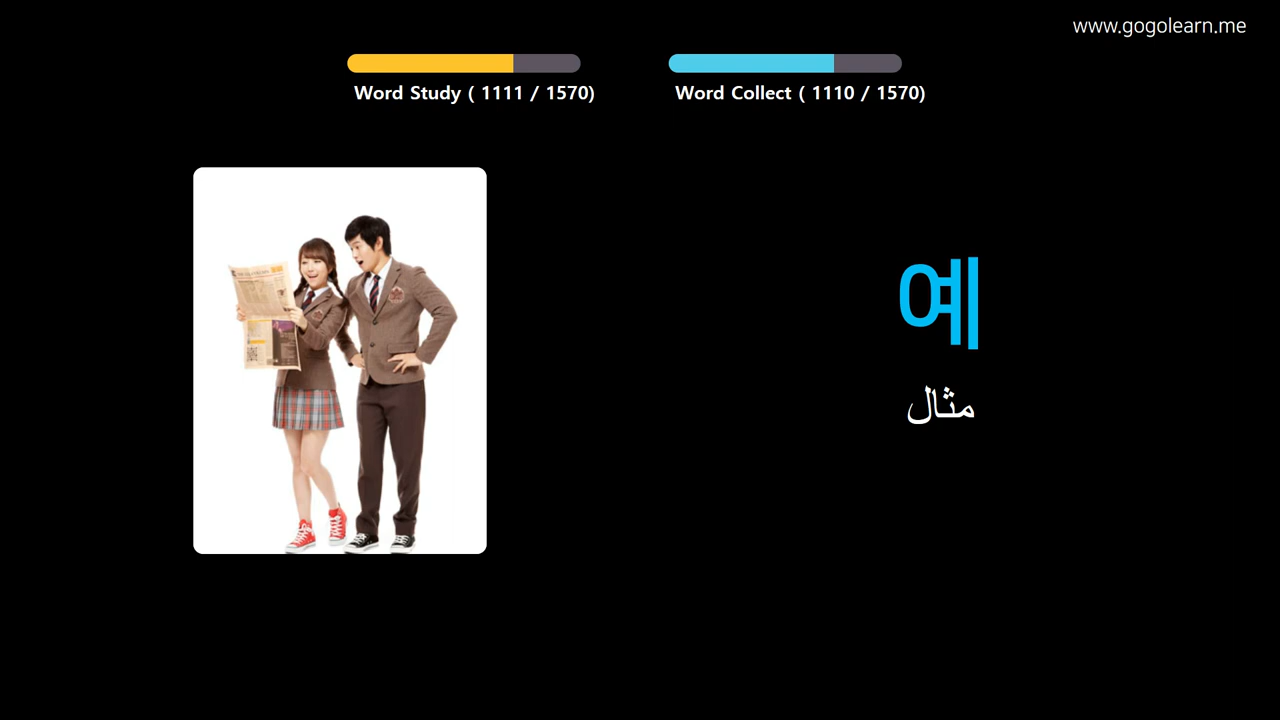 www.gogolearn.me
Word Study ( 1111 / 1570)
Word Collect ( 1110 / 1570)
예
مثال